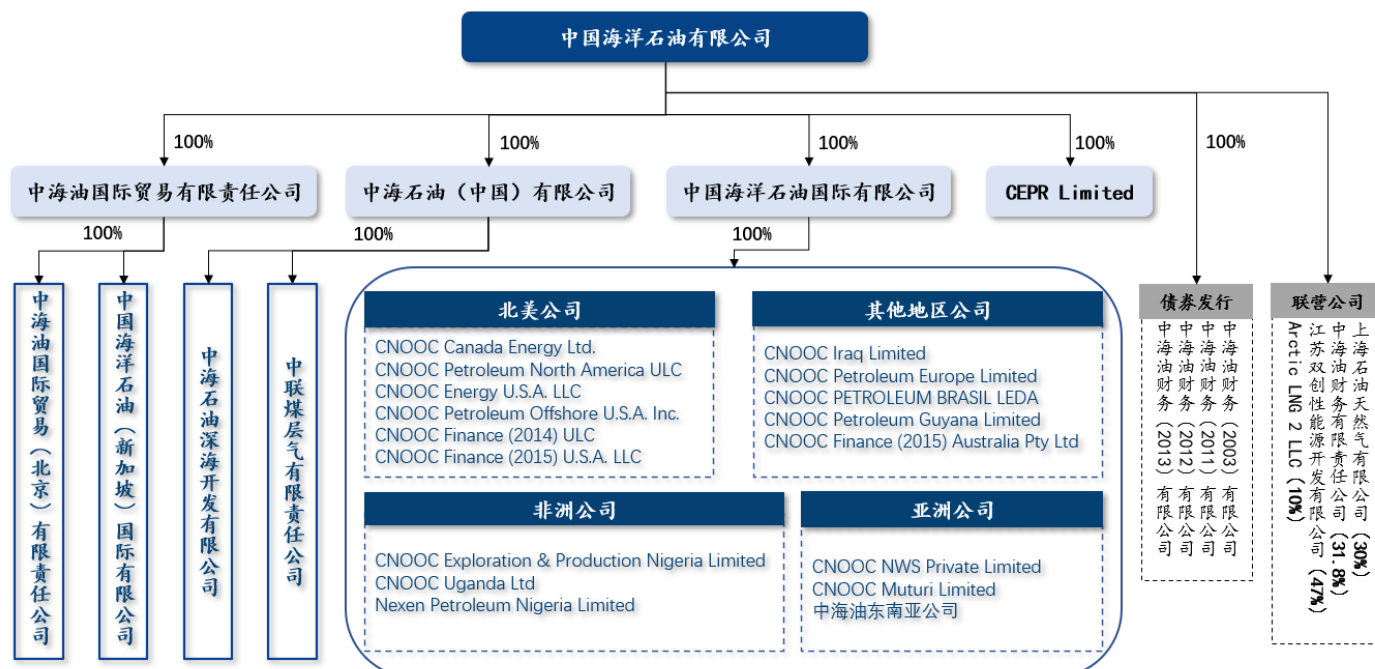 中国海洋石油有限公司
100%
100%
100%
100%
100%
中海油国际贸易有限责任公司
中海石油（中国）有限公司
中国海洋石油国际有限公司
CEPR Limited
100%
100%
100%
中海油国际贸易（北京）有限责任公司
中国海洋石油（新加坡）国际有限公司
中海石油深海开发有限公司
中联煤层气有限责任公司
北美公司
CNOOC Canada Energy Ltd.
CNOOC Petroleum North America ULC
CNOOC Energy U.S.A. LLC
CNOOC Petroleum Offshore U.S.A. Inc.
CNOOC Finance (2014) ULC
CNOOC Finance (2015) U.S.A. LLC
其他地区公司
CNOOC Iraq Limited
CNOOC Petroleum Europe Limited
CNOOC PETROLEUM BRASIL LEDA
CNOOC Petroleum Guyana Limited
CNOOC Finance (2015) Australia Pty Ltd
非洲公司
CNOOC Exploration & Production Nigeria Limited
CNOOC Uganda Ltd
Nexen Petroleum Nigeria Limited
亚洲公司
CNOOC NWS Private Limited
CNOOC Muturi Limited
中海油东南亚公司
债券发行
中海油财务（2003）有限公司
中海油财务（2011）有限公司
中海油财务（2012）有限公司
中海油财务（2013）有限公司
联营公司
上海石油天然气有限公司（30%）
中海油财务有限责任公司（31.8%）
江苏双创性能源开发有限公司（47%）
Arctic LNG 2 LLC（10%）